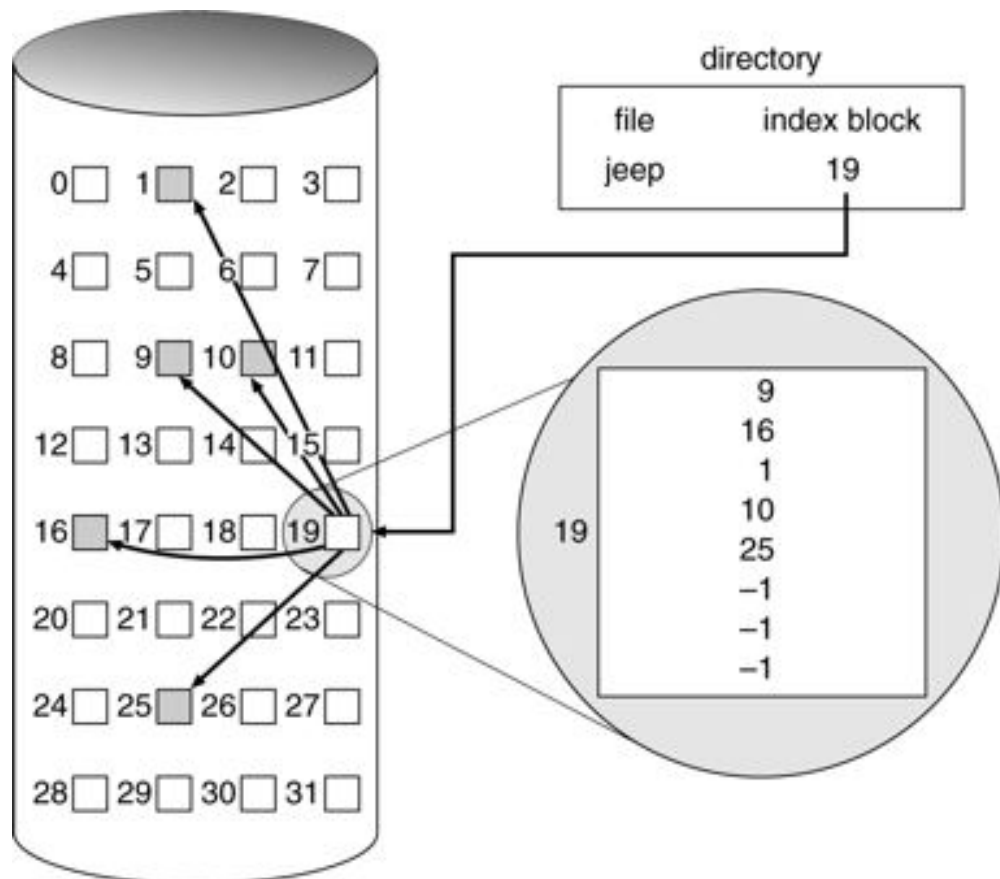 directory
file index block
jeep 19
0 1 2 3
4 5 6 7
8 9 10 11
12 13 14 15
16 17 18 19
20 21 22 23
24 25 26 27
28 29 30 31
19
9
16
1
10
25
–1
–1
–1